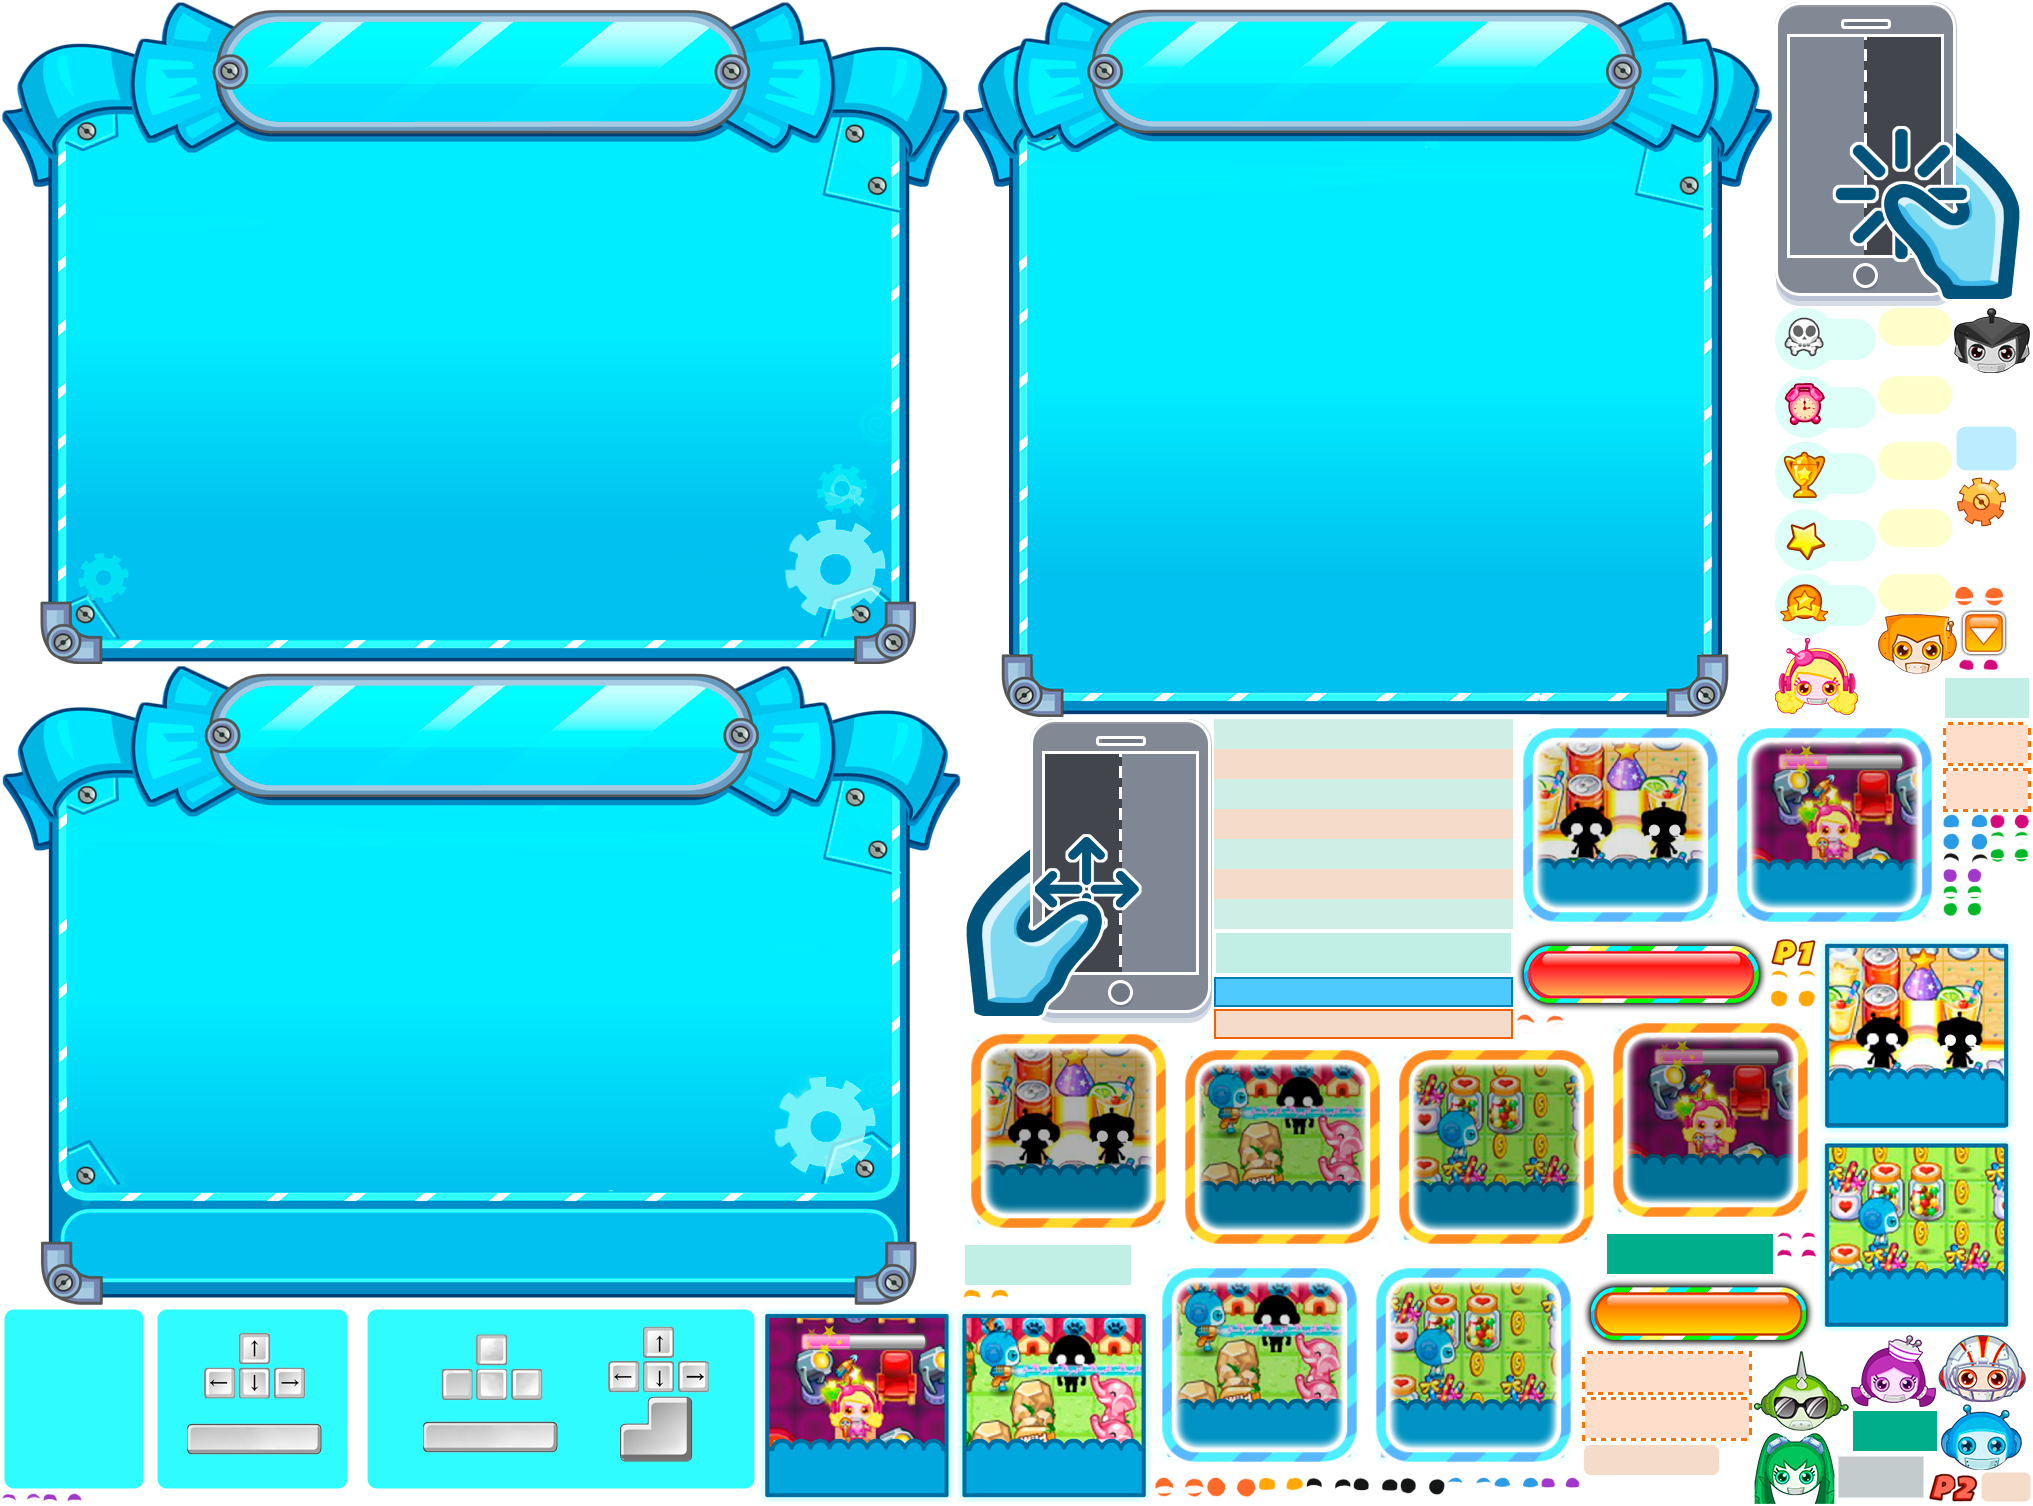 P1
↑
← ↓ →
↑
← ↓ →
P2